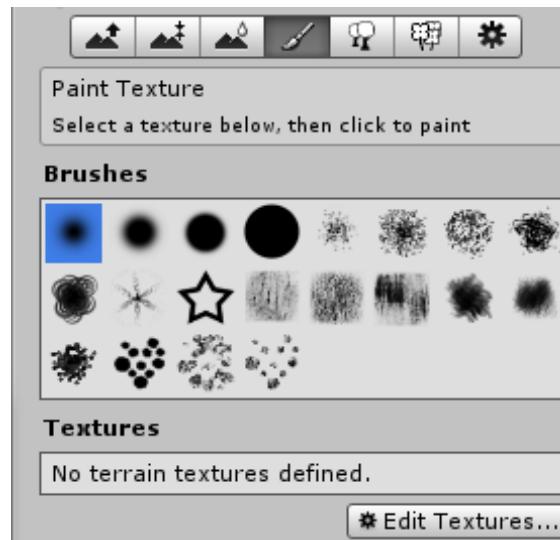 Paint Texture
Select a texture below, then click to paint
Brushes
Textures
No terrain textures defined.
Edit Textures...